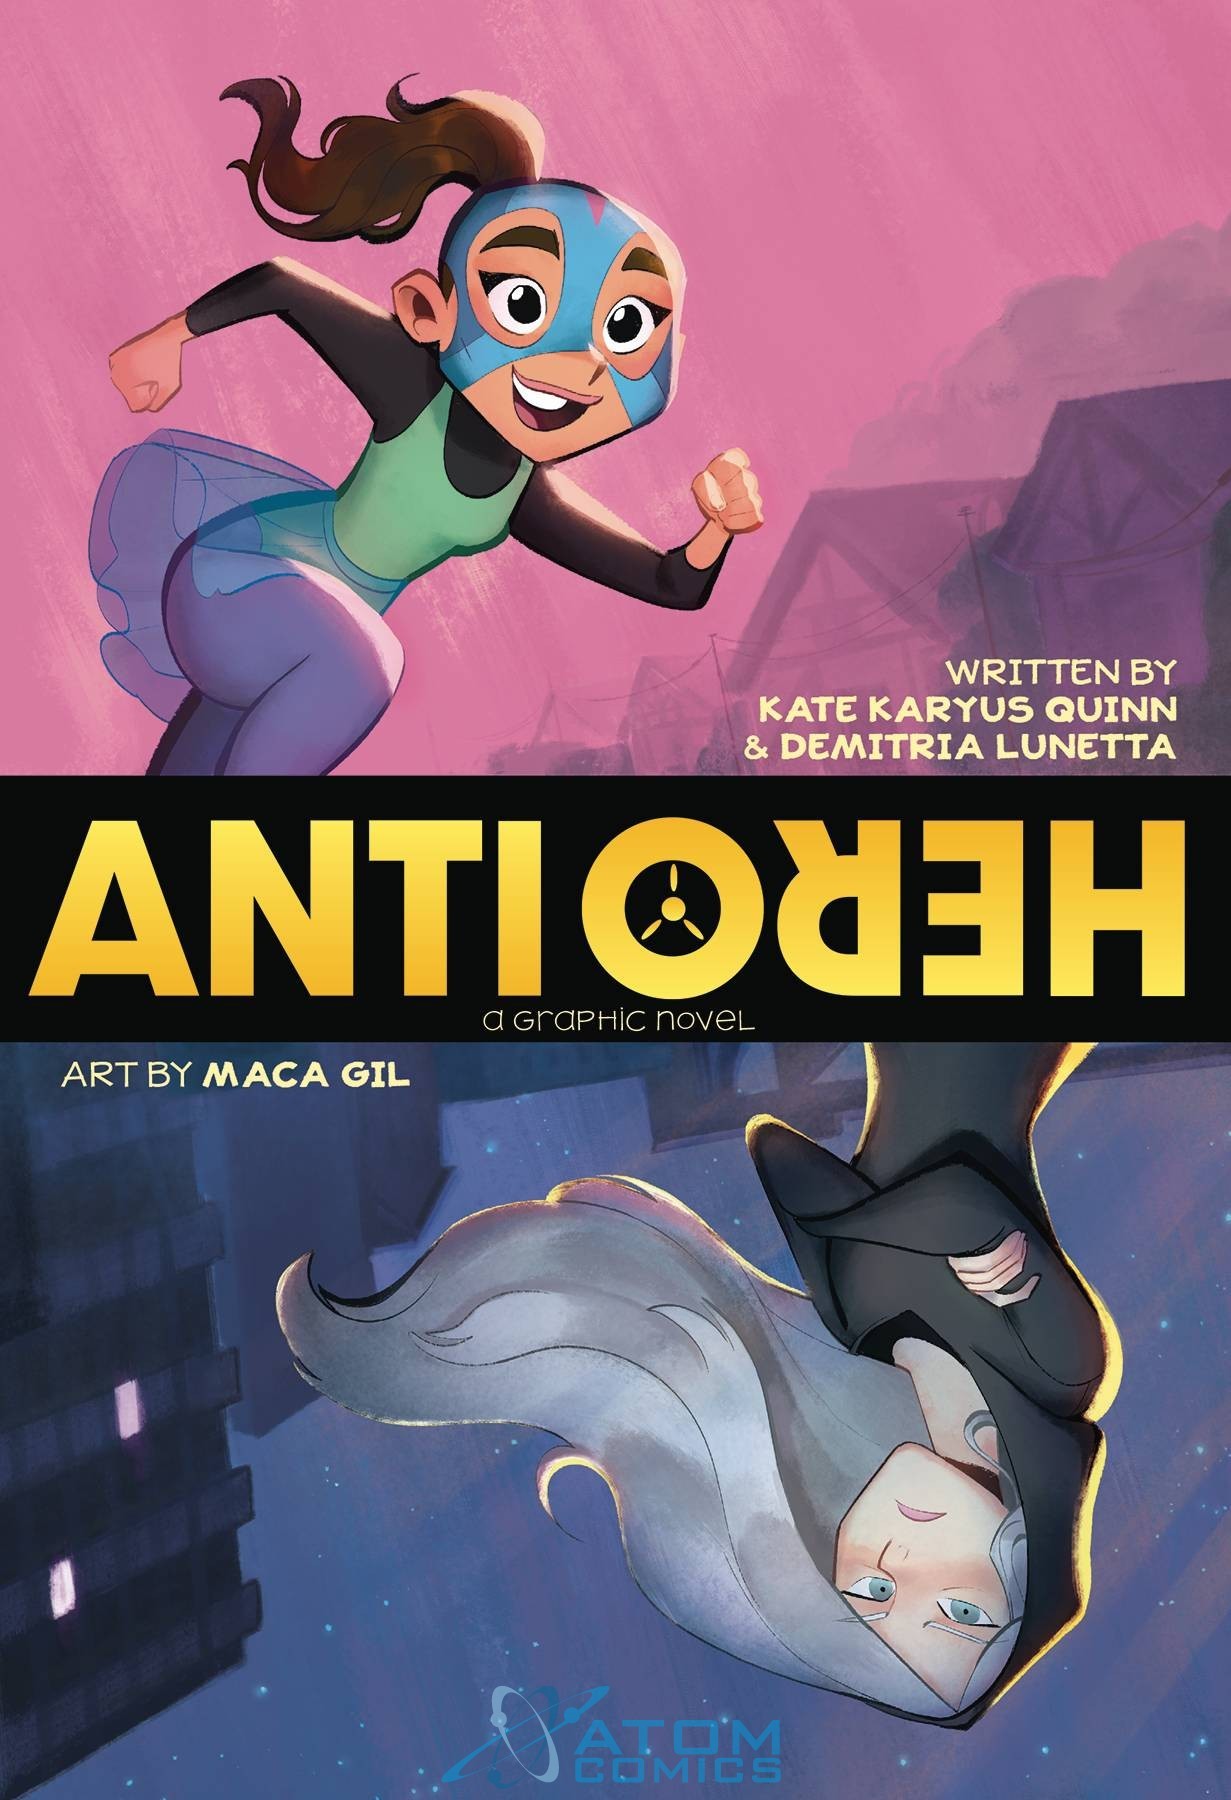 WRITTEN BY
KATE KARYUS QUINN
& DEMITRIA LUNETTA
ANTI HERO
a GRaPHiC NoveL
ART BY MACA GIL
ATOM
COMICS